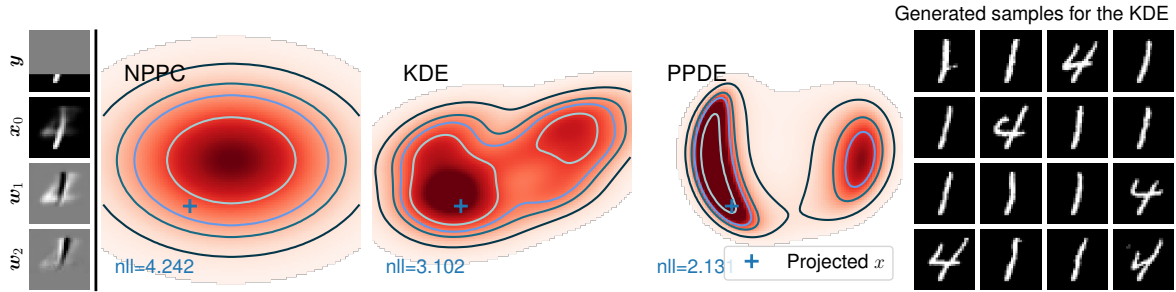 Generated samples for the KDE
y
x₀
w₁
w₂
NPPC
nll=4.242
KDE
nll=3.102
PPDE
nll=2.131
Projected x